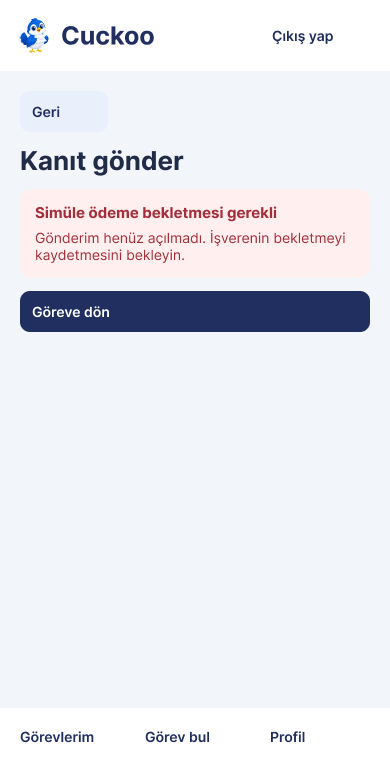 Cuckoo
Çıkış yap
Geri
Kanıt gönder
Simüle ödeme bekletmesi gerekli
Gönderim henüz açılmadı. İşverenin bekletmeyi
kaydetmesini bekleyin.
Göreve dön
Görevlerim
Görev bul
Profil